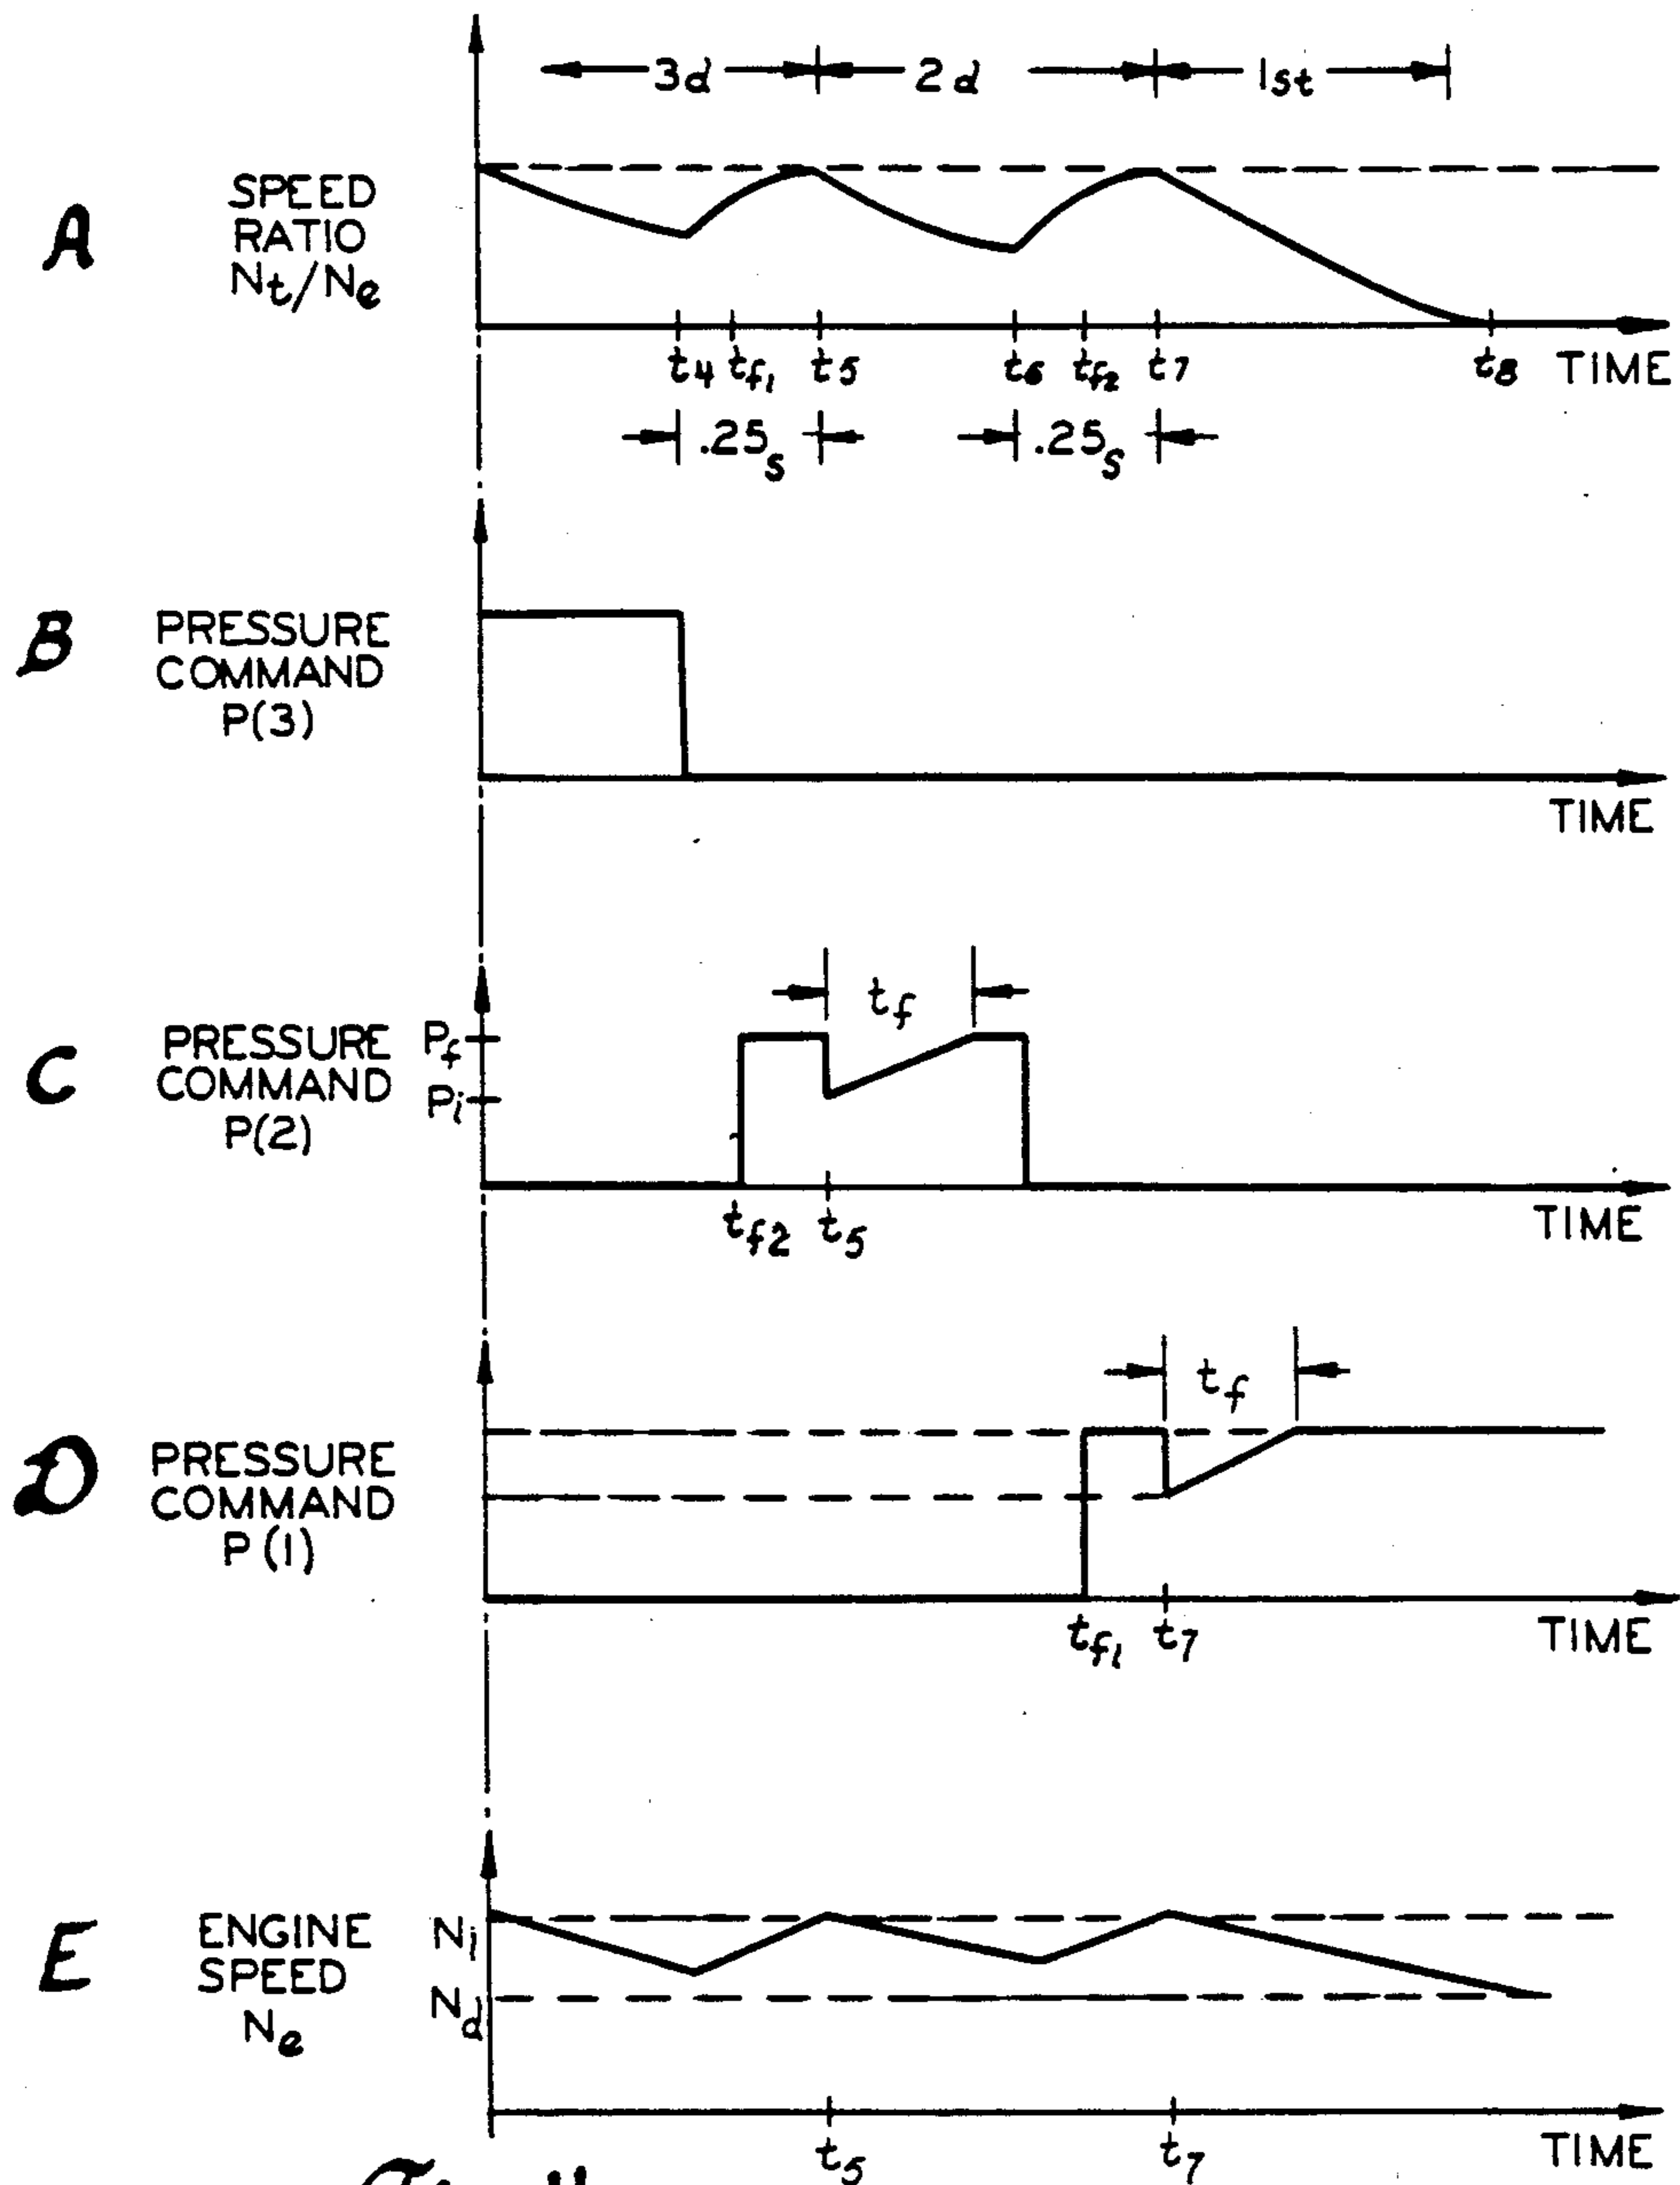 3d 2d 1st
A
SPEED
RATIO
Nt/Ne
t4 tf1 t5 t6 tf2 t7 t8 TIME
.25s .25s
B
PRESSURE
COMMAND
P(3)
TIME
tf
C
PRESSURE
COMMAND
P(2)
Pf
Pi
tf2 t5 TIME
tf
D
PRESSURE
COMMAND
P(1)
tf1 t7 TIME
E
ENGINE
SPEED
Ne
Ni
Nd
t5 t7 TIME